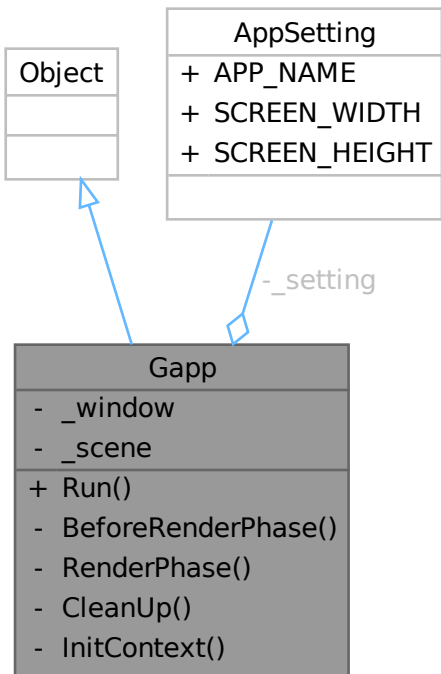 Object
AppSetting
+ APP_NAME
+ SCREEN_WIDTH
+ SCREEN_HEIGHT
-_setting
Gapp
- _window
- _scene
+ Run()
- BeforeRenderPhase()
- RenderPhase()
- CleanUp()
- InitContext()